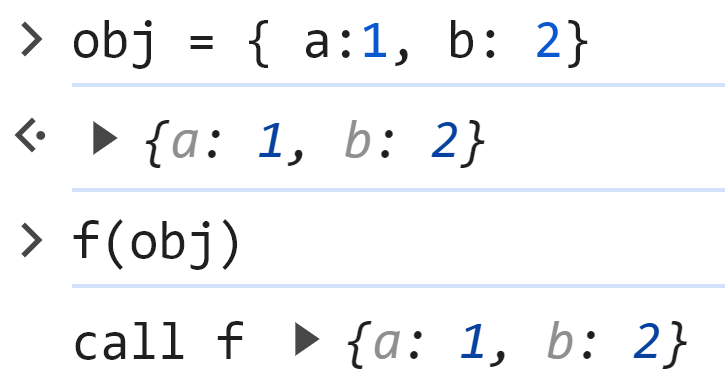 > obj = { a:1, b: 2}
<· ▶ {a: 1, b: 2}
> f(obj)
call f ▶ {a: 1, b: 2}